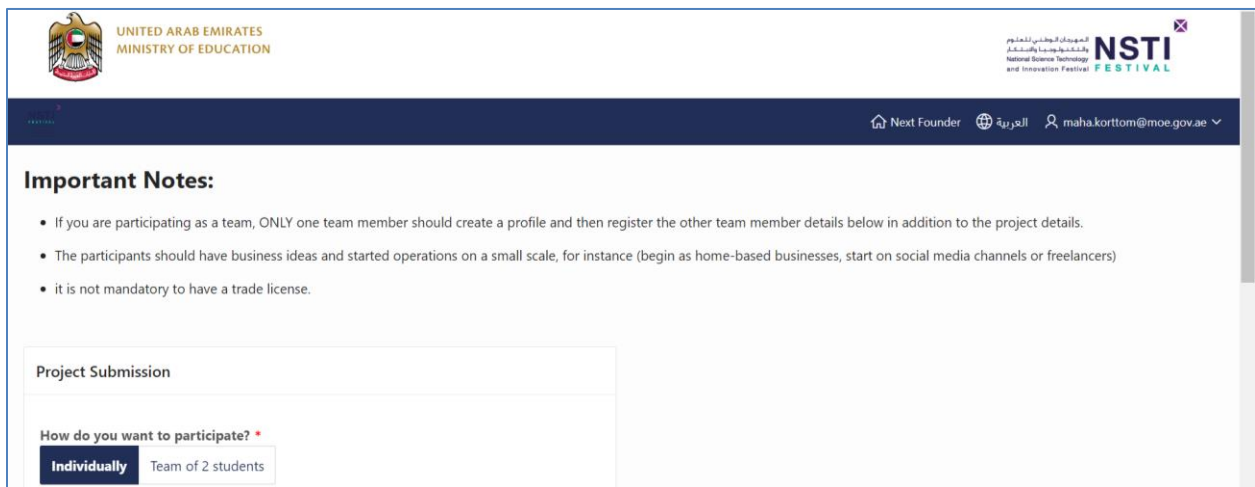 UNITED ARAB EMIRATES
MINISTRY OF EDUCATION
المهرجان الوطني للعلوم
والتكنولوجيا والابتكار
National Science Technology
and Innovation Festival
NSTI
FESTIVAL
Next Founder العربية maha.korttom@moe.gov.ae
Important Notes:
• If you are participating as a team, ONLY one team member should create a profile and then register the other team member details below in addition to the project details.
• The participants should have business ideas and started operations on a small scale, for instance (begin as home-based businesses, start on social media channels or freelancers)
• it is not mandatory to have a trade license.
Project Submission
How do you want to participate? *
Individually Team of 2 students